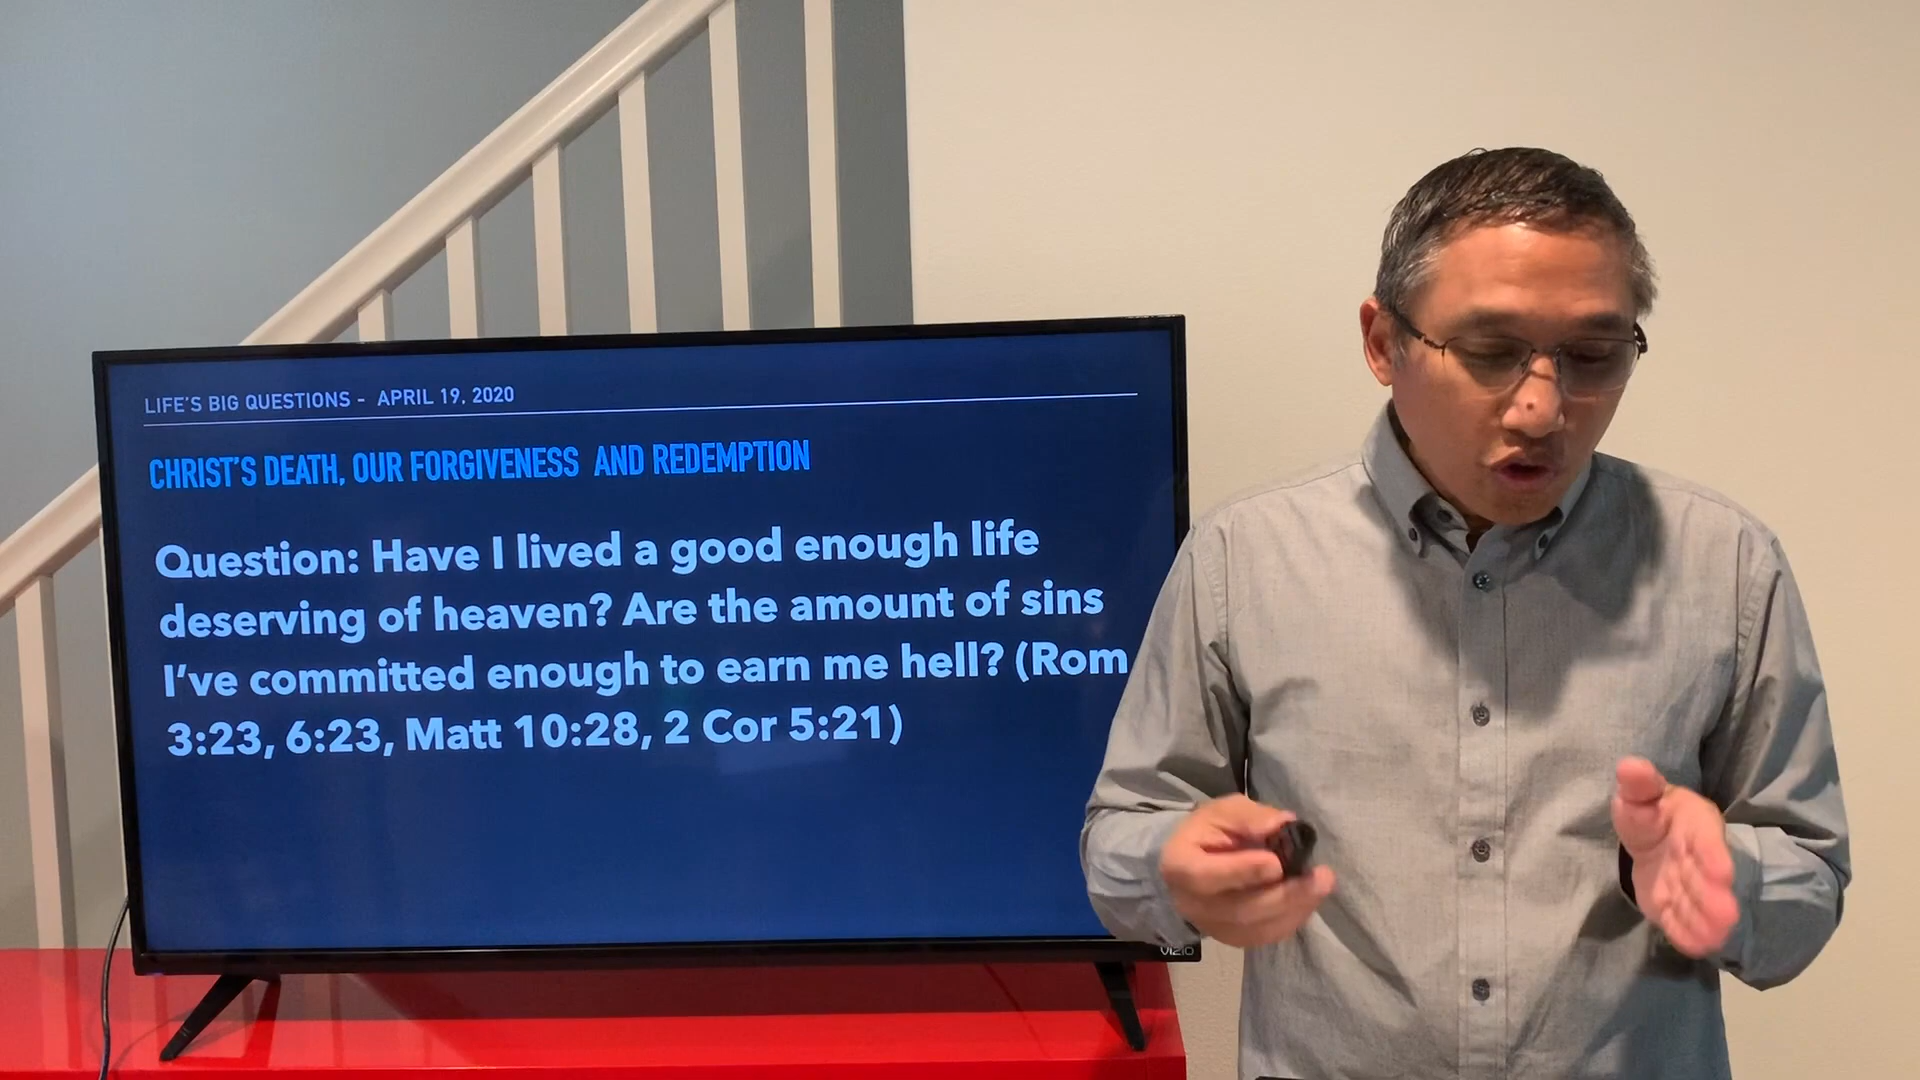 LIFE'S BIG QUESTIONS - APRIL 19, 2020
CHRIST'S DEATH, OUR FORGIVENESS AND REDEMPTION
Question: Have I lived a good enough life
deserving of heaven? Are the amount of sins
I've committed enough to earn me hell? (Rom
3:23, 6:23, Matt 10:28, 2 Cor 5:21)
VIZIO